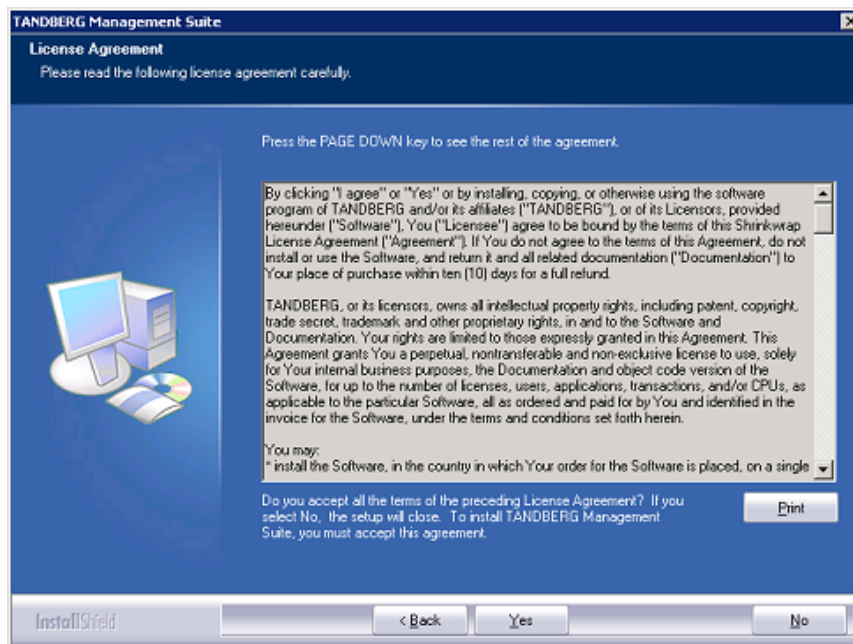 TANDBERG Management Suite
License Agreement
Please read the following license agreement carefully.
Press the PAGE DOWN key to see the rest of the agreement.
By clicking "I agree" or "Yes" or by installing, copying, or otherwise using the software
program of TANDBERG and/or its affiliates ("TANDBERG"), or of its Licensors, provided
hereunder ("Software"), You ("Licensee") agree to be bound by the terms of this Shrinkwrap
License Agreement ("Agreement"). If You do not agree to the terms of this Agreement, do not
install or use the Software, and return it and all related documentation ("Documentation") to
Your place of purchase within ten (10) days for a full refund.
TANDBERG, or its licensors, owns all intellectual property rights, including patent, copyright,
trade secret, trademark and other proprietary rights, in and to the Software and
Documentation. Your rights are limited to those expressly granted in this Agreement. This
Agreement grants You a perpetual, nontransferable and non-exclusive license to use, solely
for Your internal business purposes, the Documentation and object code version of the
Software, for up to the number of licenses, users, applications, transactions, and/or CPUs, as
applicable to the particular Software, all as ordered and paid for by You and identified in the
invoice for the Software, under the terms and conditions set forth herein.
You may:
* install the Software, in the country in which Your order for the Software is placed, on a single
Do you accept all the terms of the preceding License Agreement? If you
select No, the setup will close. To install TANDBERG Management
Suite, you must accept this agreement.
Print
InstallShield
< Back
Yes
No